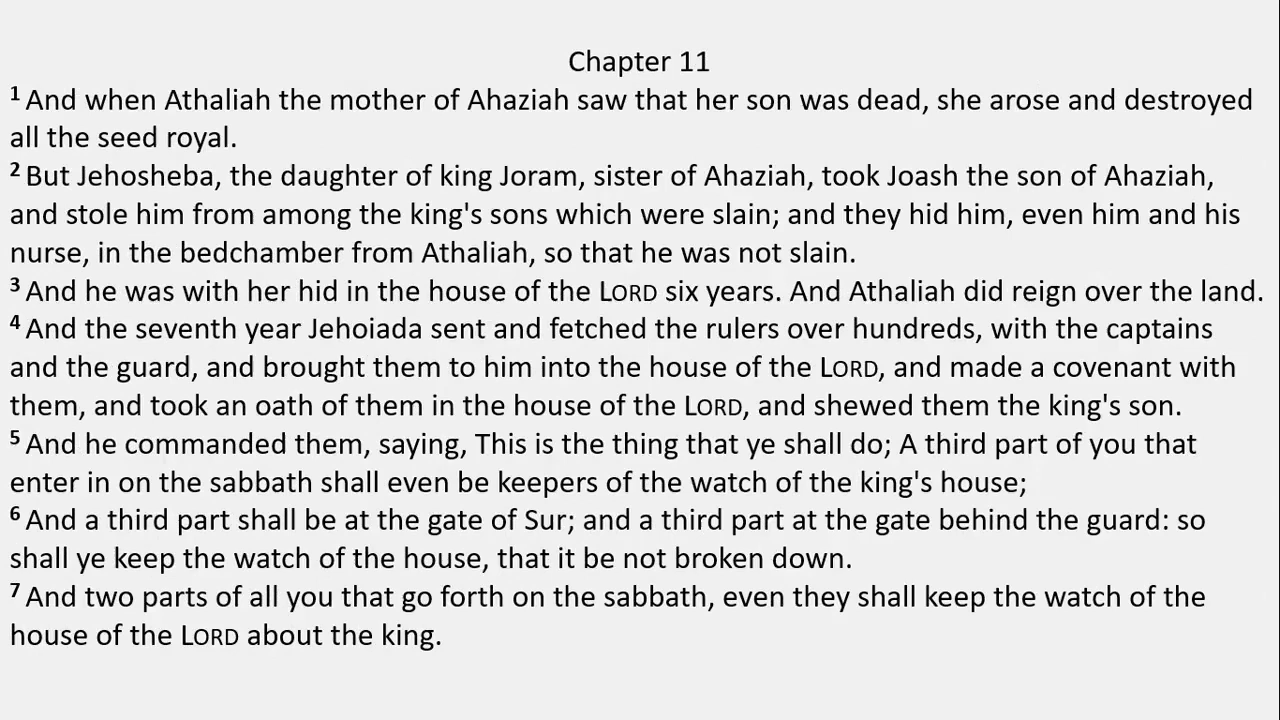 Chapter 11
1 And when Athaliah the mother of Ahaziah saw that her son was dead, she arose and destroyed
all the seed royal.
2 But Jehosheba, the daughter of king Joram, sister of Ahaziah, took Joash the son of Ahaziah,
and stole him from among the king's sons which were slain; and they hid him, even him and his
nurse, in the bedchamber from Athaliah, so that he was not slain.
3 And he was with her hid in the house of the LORD six years. And Athaliah did reign over the land.
4 And the seventh year Jehoiada sent and fetched the rulers over hundreds, with the captains
and the guard, and brought them to him into the house of the LORD, and made a covenant with
them, and took an oath of them in the house of the LORD, and shewed them the king's son.
5 And he commanded them, saying, This is the thing that ye shall do; A third part of you that
enter in on the sabbath shall even be keepers of the watch of the king's house;
6 And a third part shall be at the gate of Sur; and a third part at the gate behind the guard: so
shall ye keep the watch of the house, that it be not broken down.
7 And two parts of all you that go forth on the sabbath, even they shall keep the watch of the
house of the LORD about the king.